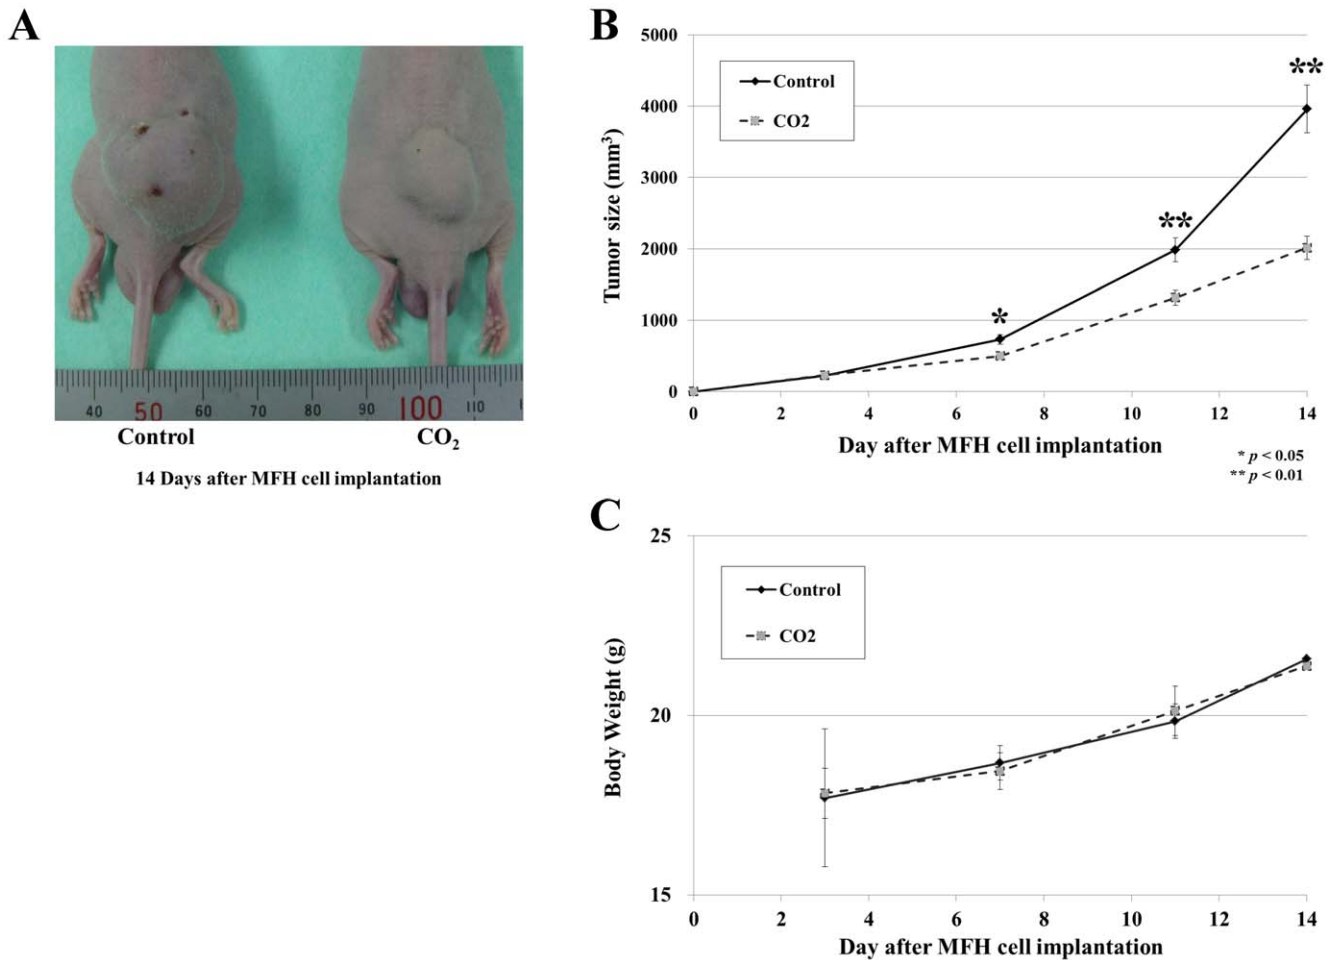 A
40 50 60 70 80 90 100 110
Control CO₂
14 Days after MFH cell implantation
B
5000
4000
3000
2000
1000
0
Tumor size (mm³)
Control
CO2
*
**
**
0 2 4 6 8 10 12 14
Day after MFH cell implantation
* p < 0.05
** p < 0.01
C
25
20
15
Body Weight (g)
Control
CO2
0 2 4 6 8 10 12 14
Day after MFH cell implantation